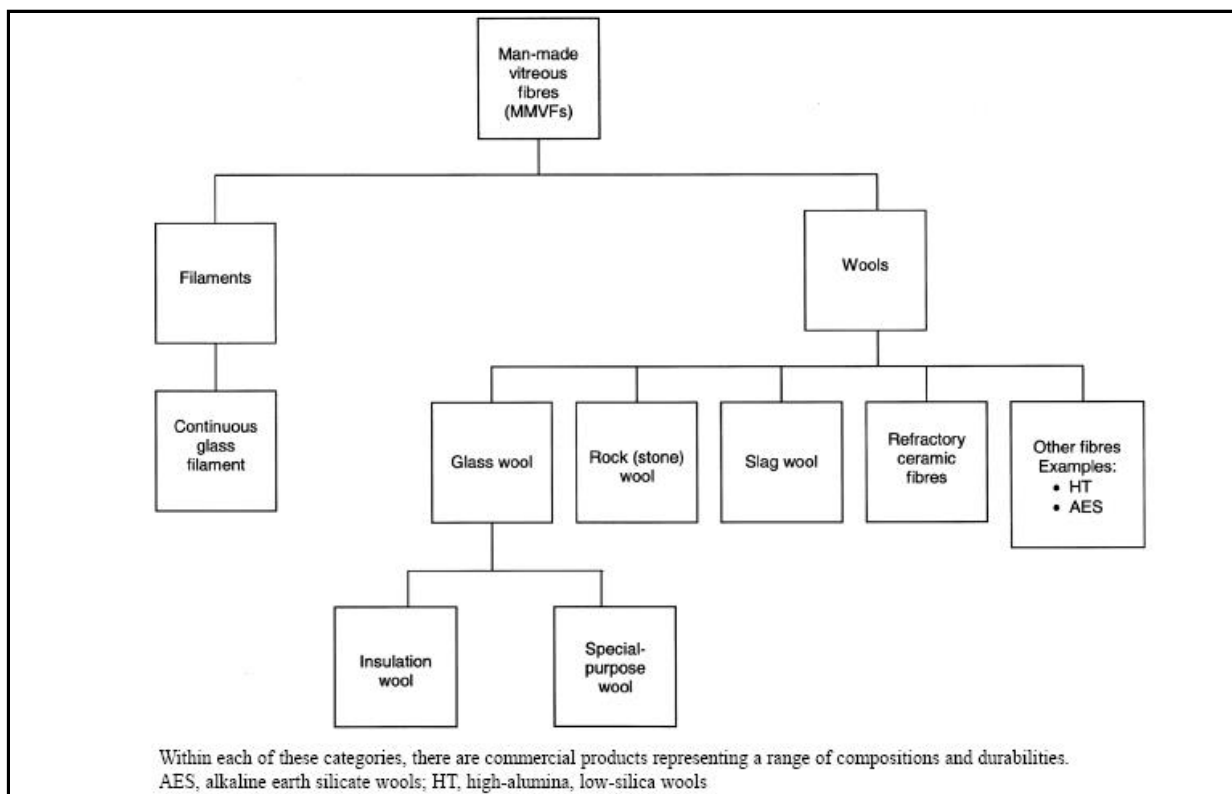 Man-made
vitreous
fibres
(MMVFs)
Filaments
Wools
Continuous
glass
filament
Glass wool
Rock (stone)
wool
Slag wool
Refractory
ceramic
fibres
Other fibres
Examples:
• HT
• AES
Insulation
wool
Special-
purpose
wool
Within each of these categories, there are commercial products representing a range of compositions and durabilities.
AES, alkaline earth silicate wools; HT, high-alumina, low-silica wools